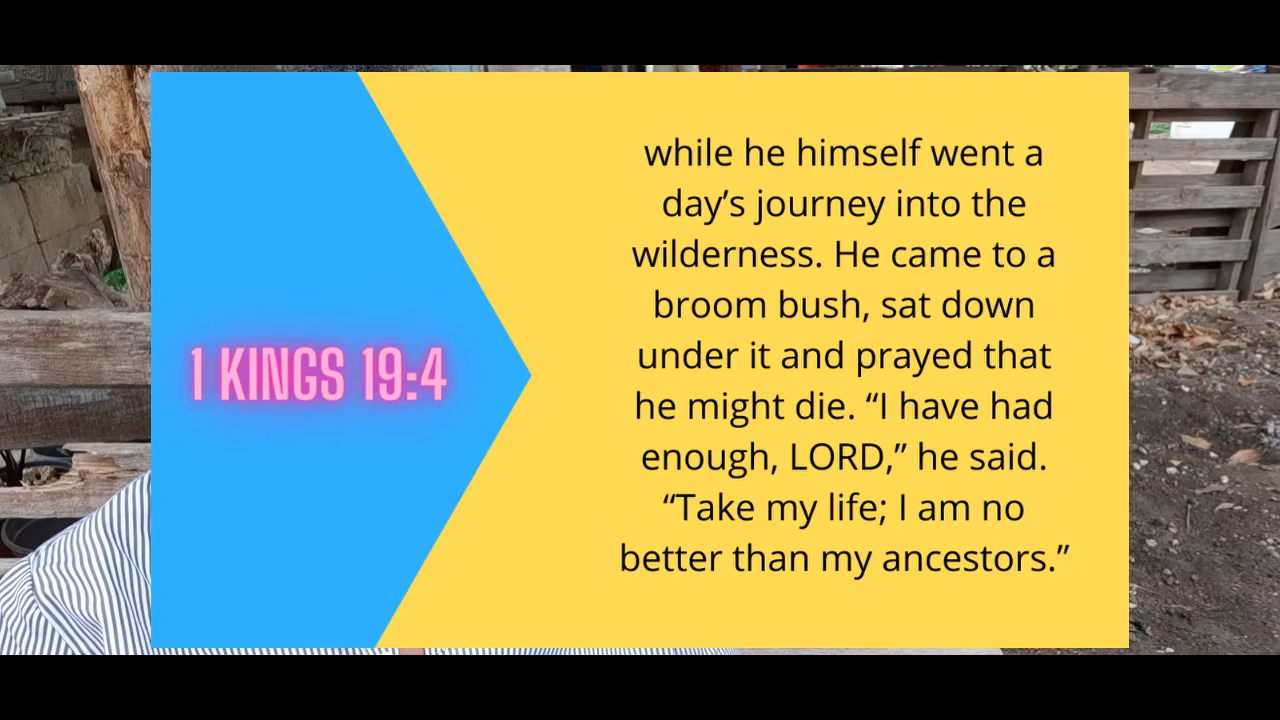 1 KINGS 19:4
while he himself went a
day’s journey into the
wilderness. He came to a
broom bush, sat down
under it and prayed that
he might die. “I have had
enough, LORD,” he said.
“Take my life; I am no
better than my ancestors.”